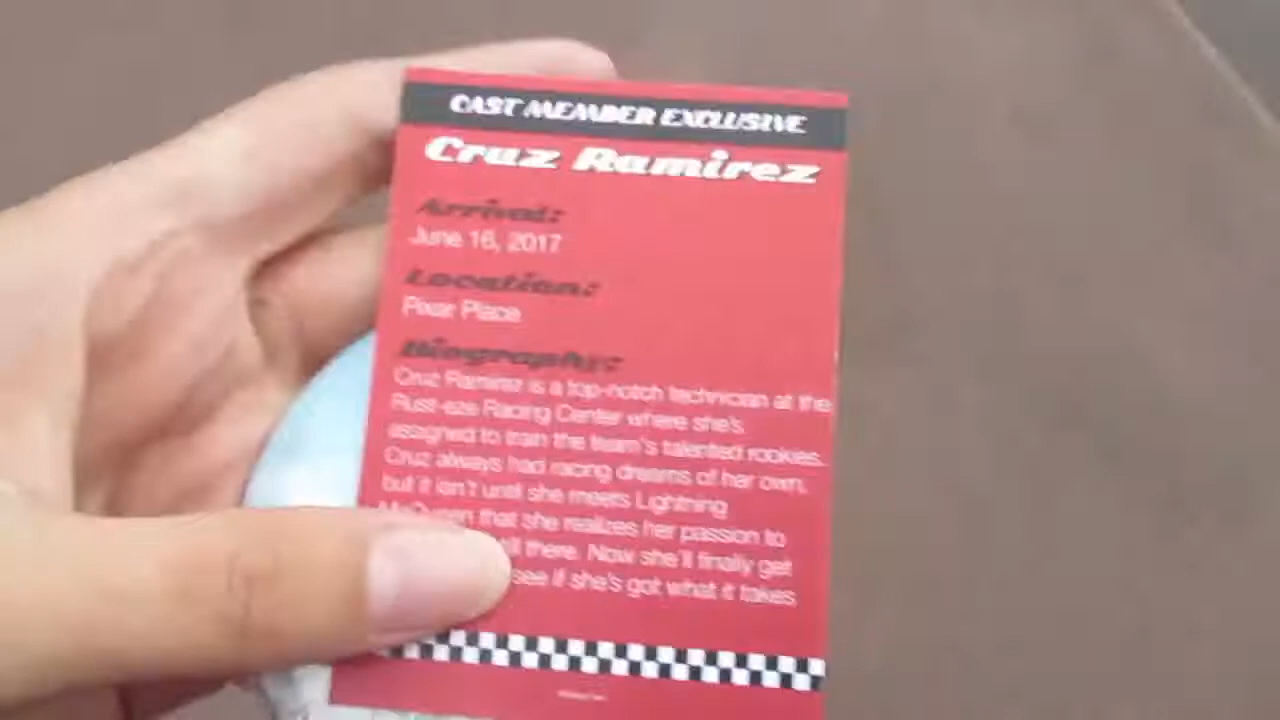 CAST MEMBER EXCLUSIVE
Cruz Ramirez
Arrival:
June 16, 2017
Location:
Pixar Place
Biography:
Cruz Ramirez is a top-notch technician at the
Rust-eze Racing Center where she's
assigned to train the team's talented rookies.
Cruz always had racing dreams of her own,
but it isn't until she meets Lightning
McQueen that she realizes her passion to
there. Now she'll finally get
see if she's got what it takes